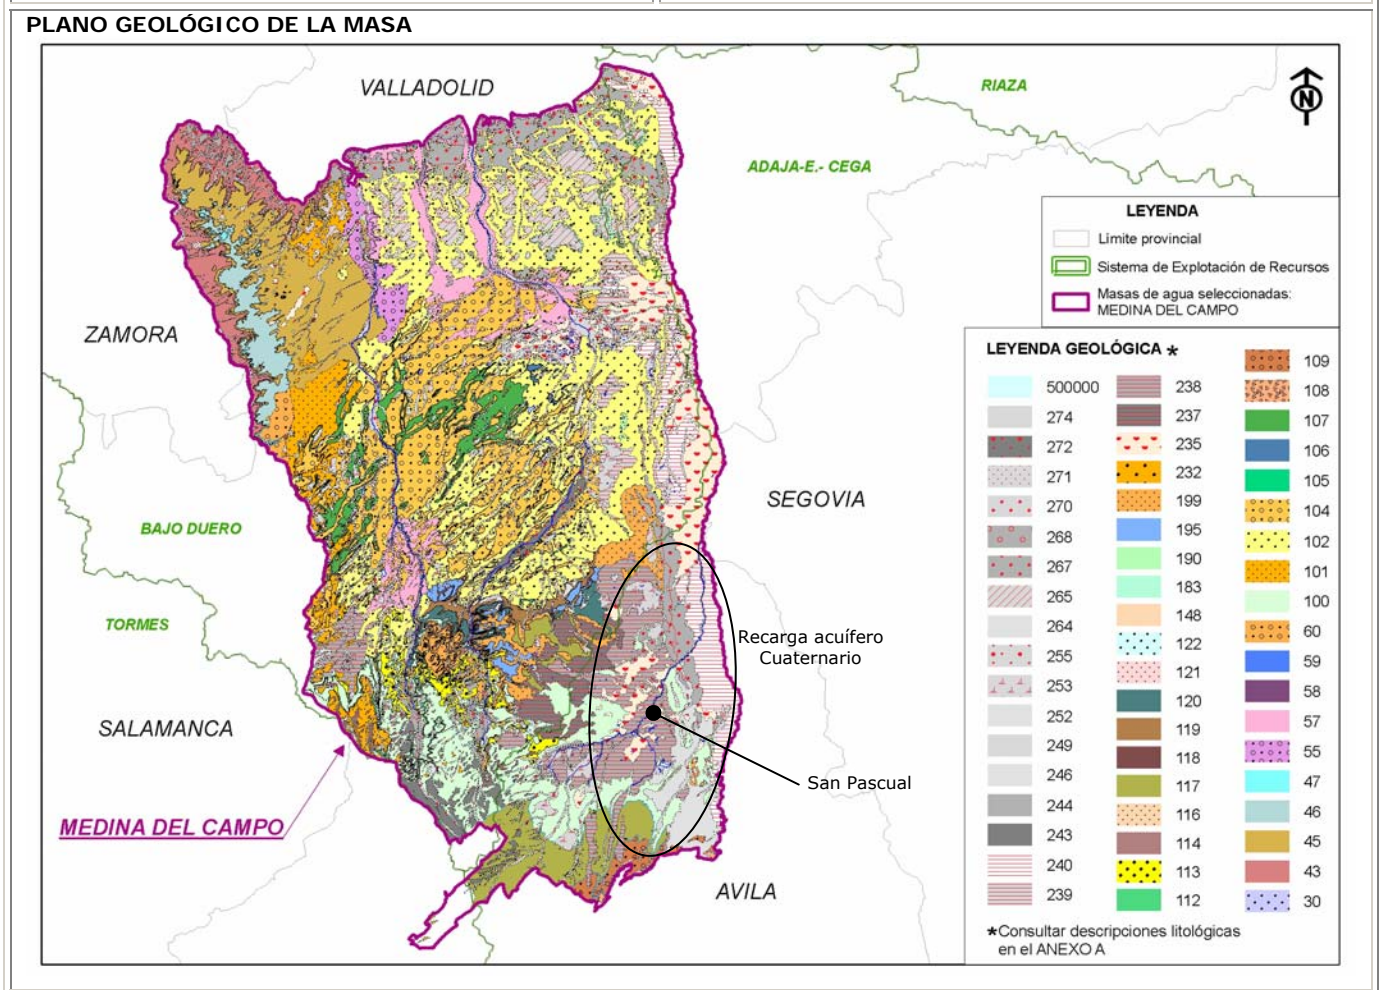 PLANO GEOLÓGICO DE LA MASA
VALLADOLID
RIAZA
N
ADAJA-E.- CEGA
LEYENDA
Limite provincial
Sistema de Explotación de Recursos
Masas de agua seleccionadas:
MEDINA DEL CAMPO
ZAMORA
SEGOVIA
BAJO DUERO
TORMES
SALAMANCA
MEDINA DEL CAMPO
AVILA
Recarga acuífero
Cuaternario
San Pascual
LEYENDA GEOLÓGICA *
500000
274
272
271
270
268
267
265
264
255
253
252
249
246
244
243
240
239
238
237
235
232
199
195
190
183
148
122
121
120
119
118
117
116
114
113
112
109
108
107
106
105
104
102
101
100
60
59
58
57
55
47
46
45
43
30
*Consultar descripciones litológicas
en el ANEXO A